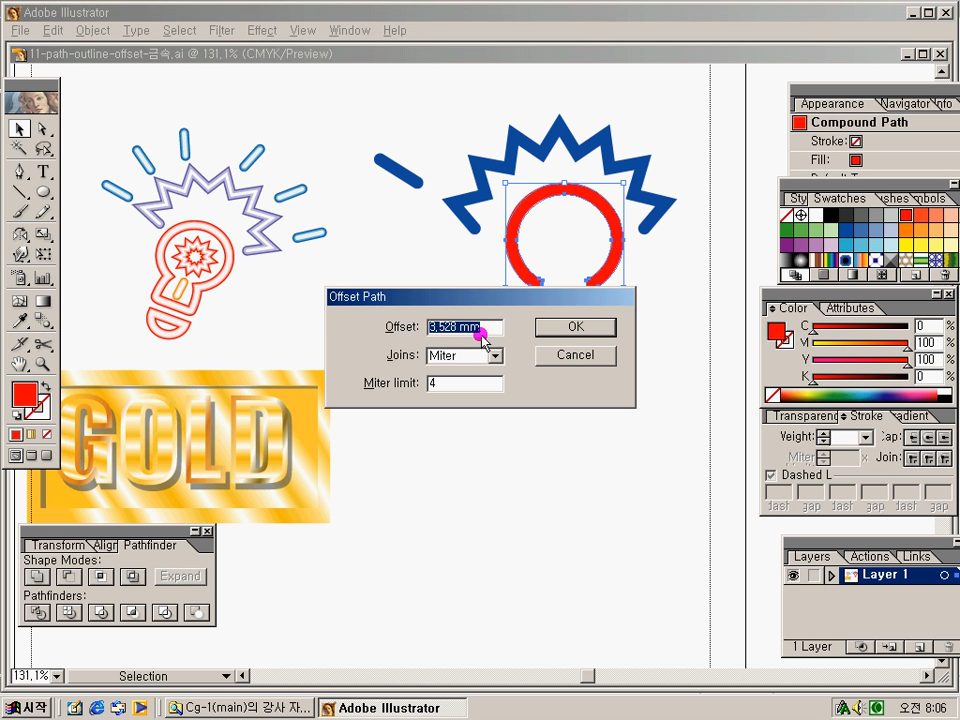 Adobe Illustrator
File Edit Object Type Select Filter Effect View Window Help
11-path-outline-offset-금속.ai @ 131.1% (CMYK/Preview)
Appearance Navigator Info
Compound Path
Stroke:
Fill:
Sty Swatches ushes mbols
Offset Path
Offset: 3.528 mm OK
Joins: Miter Cancel
Miter limit: 4
Color Attributes
C 0 %
M 100 %
Y 100 %
K 0 %
Transparenc Stroke radient
Weight: Cap:
Miter x Join:
Dashed L
dash gap dash gap dash gap
GOLD
Transform Align Pathfinder
Shape Modes:
Expand
Pathfinders:
Layers Actions Links
Layer 1
1 Layer
131.1% Selection
시작 Cg-1(main)의 강사 자... Adobe Illustrator A 오전 8:06